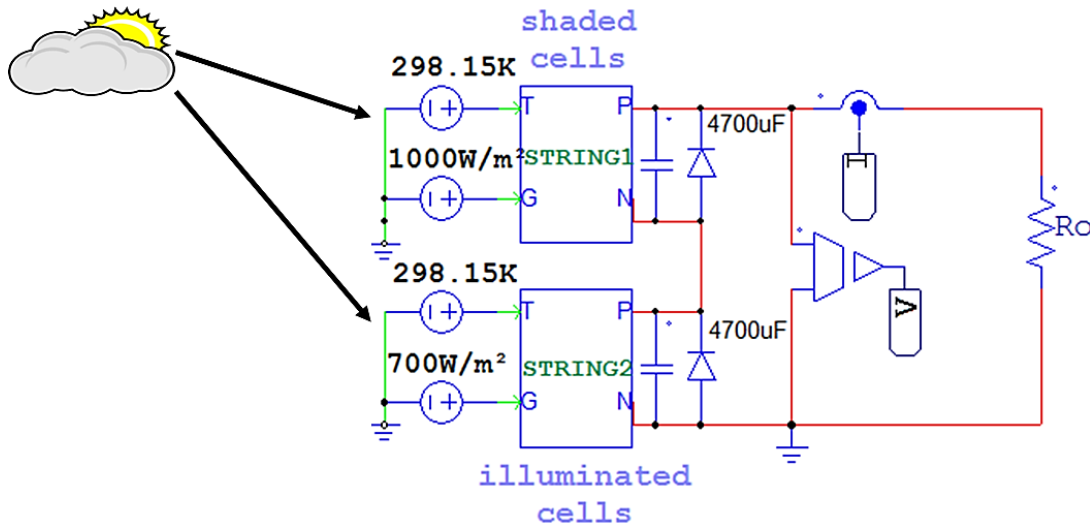 shaded
cells
298.15K
T
P
4700uF
1000W/m²
STRING1
G
N
I
Ro
298.15K
T
P
4700uF
V
700W/m²
STRING2
G
N
illuminated
cells